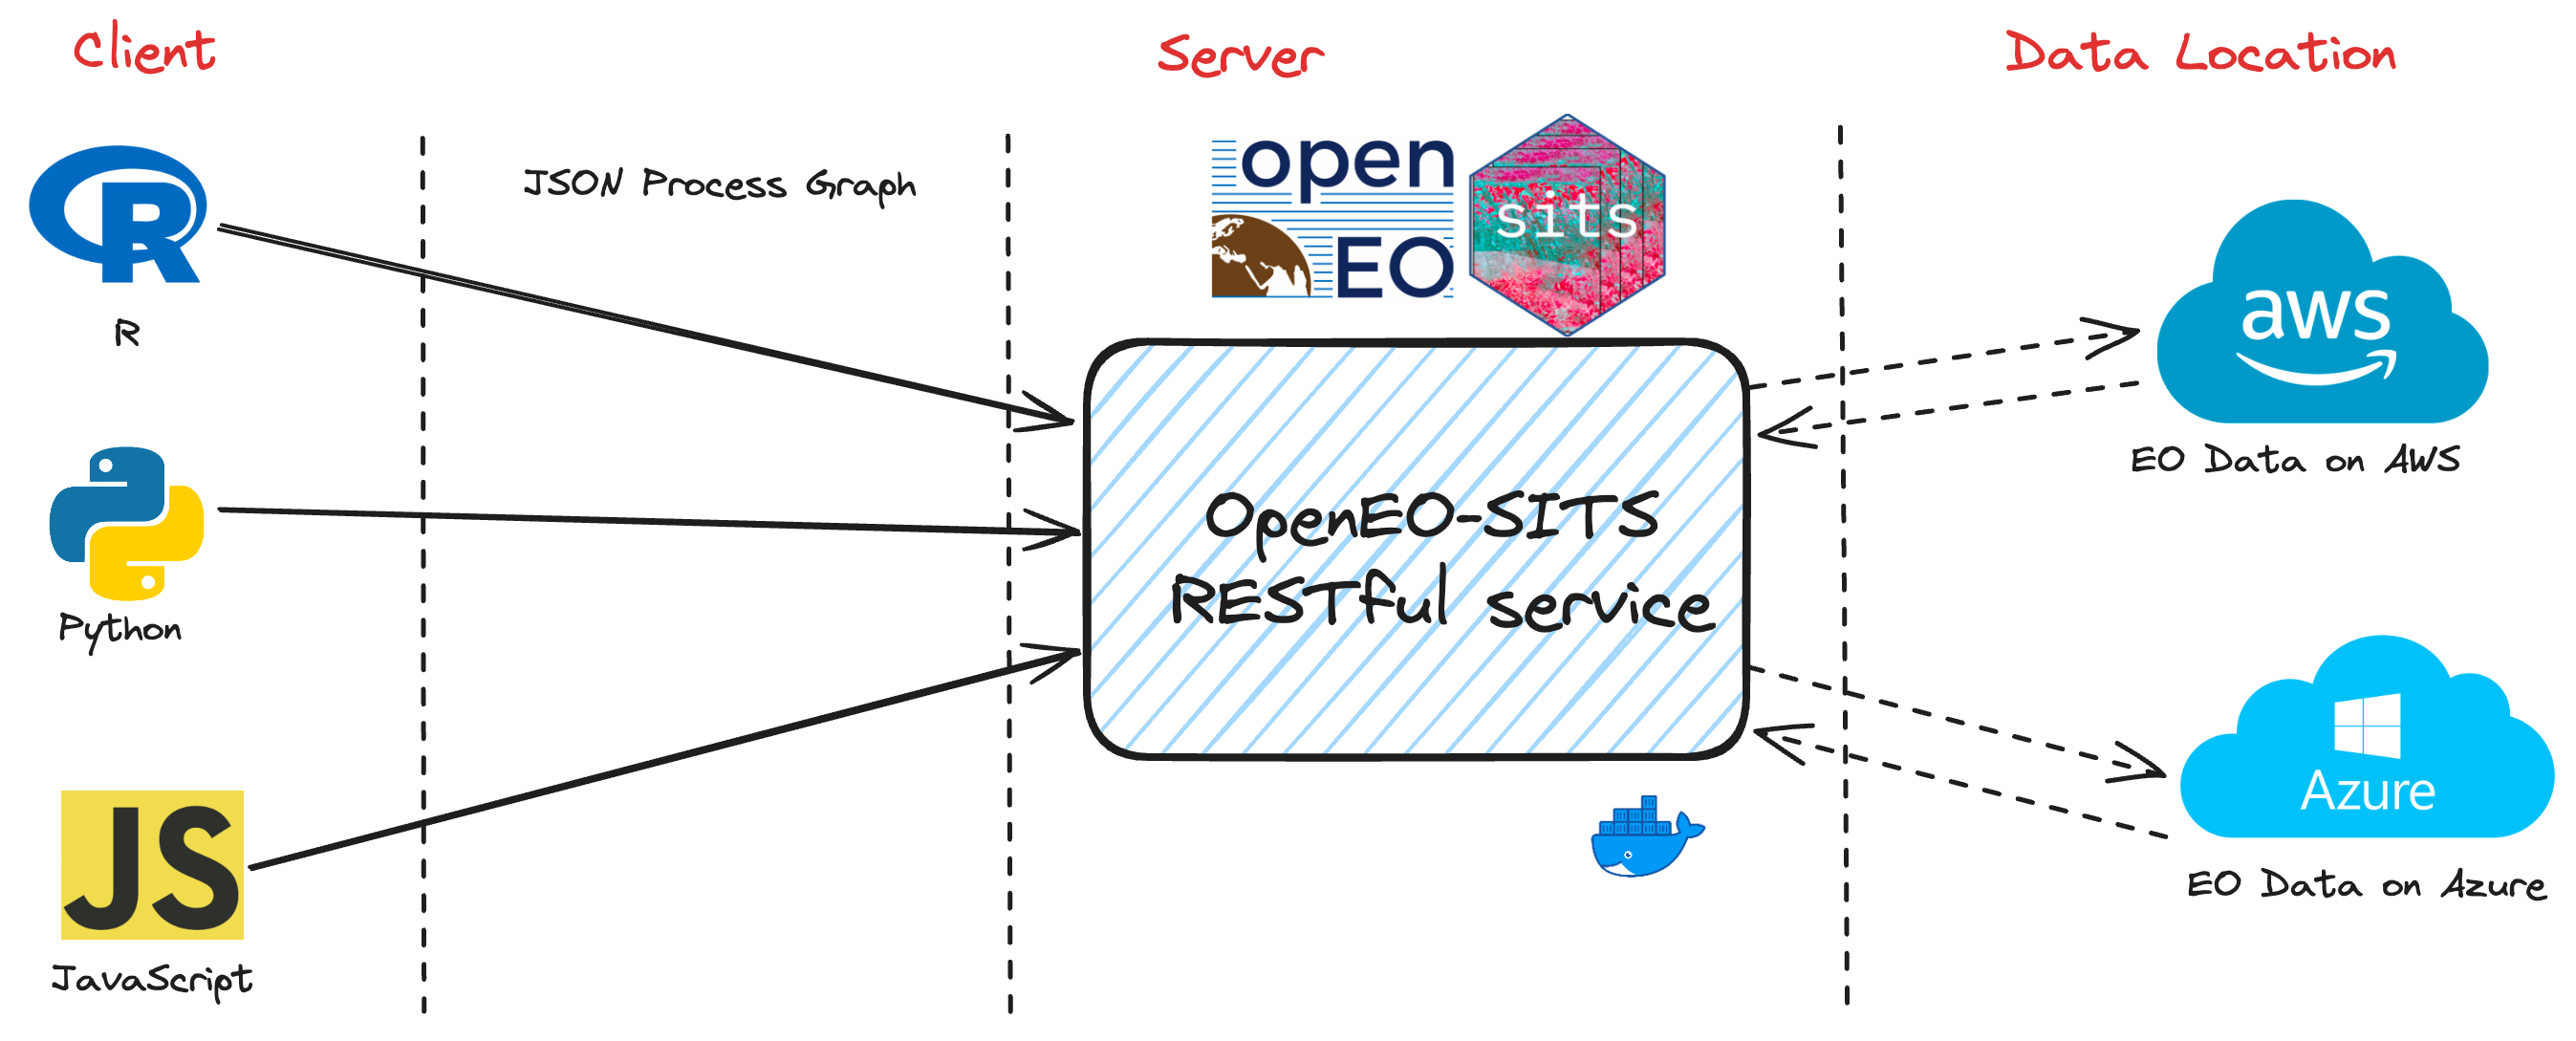 Client
Server
Data Location
JSON Process Graph
open
EO
sits
R
R
Python
JS
JavaScript
OpenEO-SITS
RESTful service
aws
EO Data on AWS
Azure
EO Data on Azure